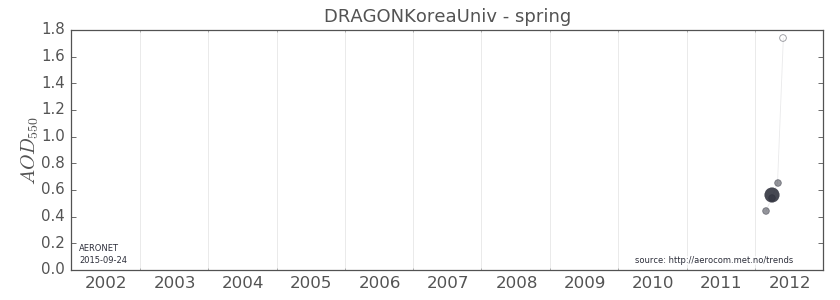 DRAGONKoreaUniv - spring
1.8
1.6
1.4
1.2
1.0
0.8
0.6
0.4
0.2
0.0
AOD550
AERONET
2015-09-24
source: http://aerocom.met.no/trends
2002 2003 2004 2005 2006 2007 2008 2009 2010 2011 2012